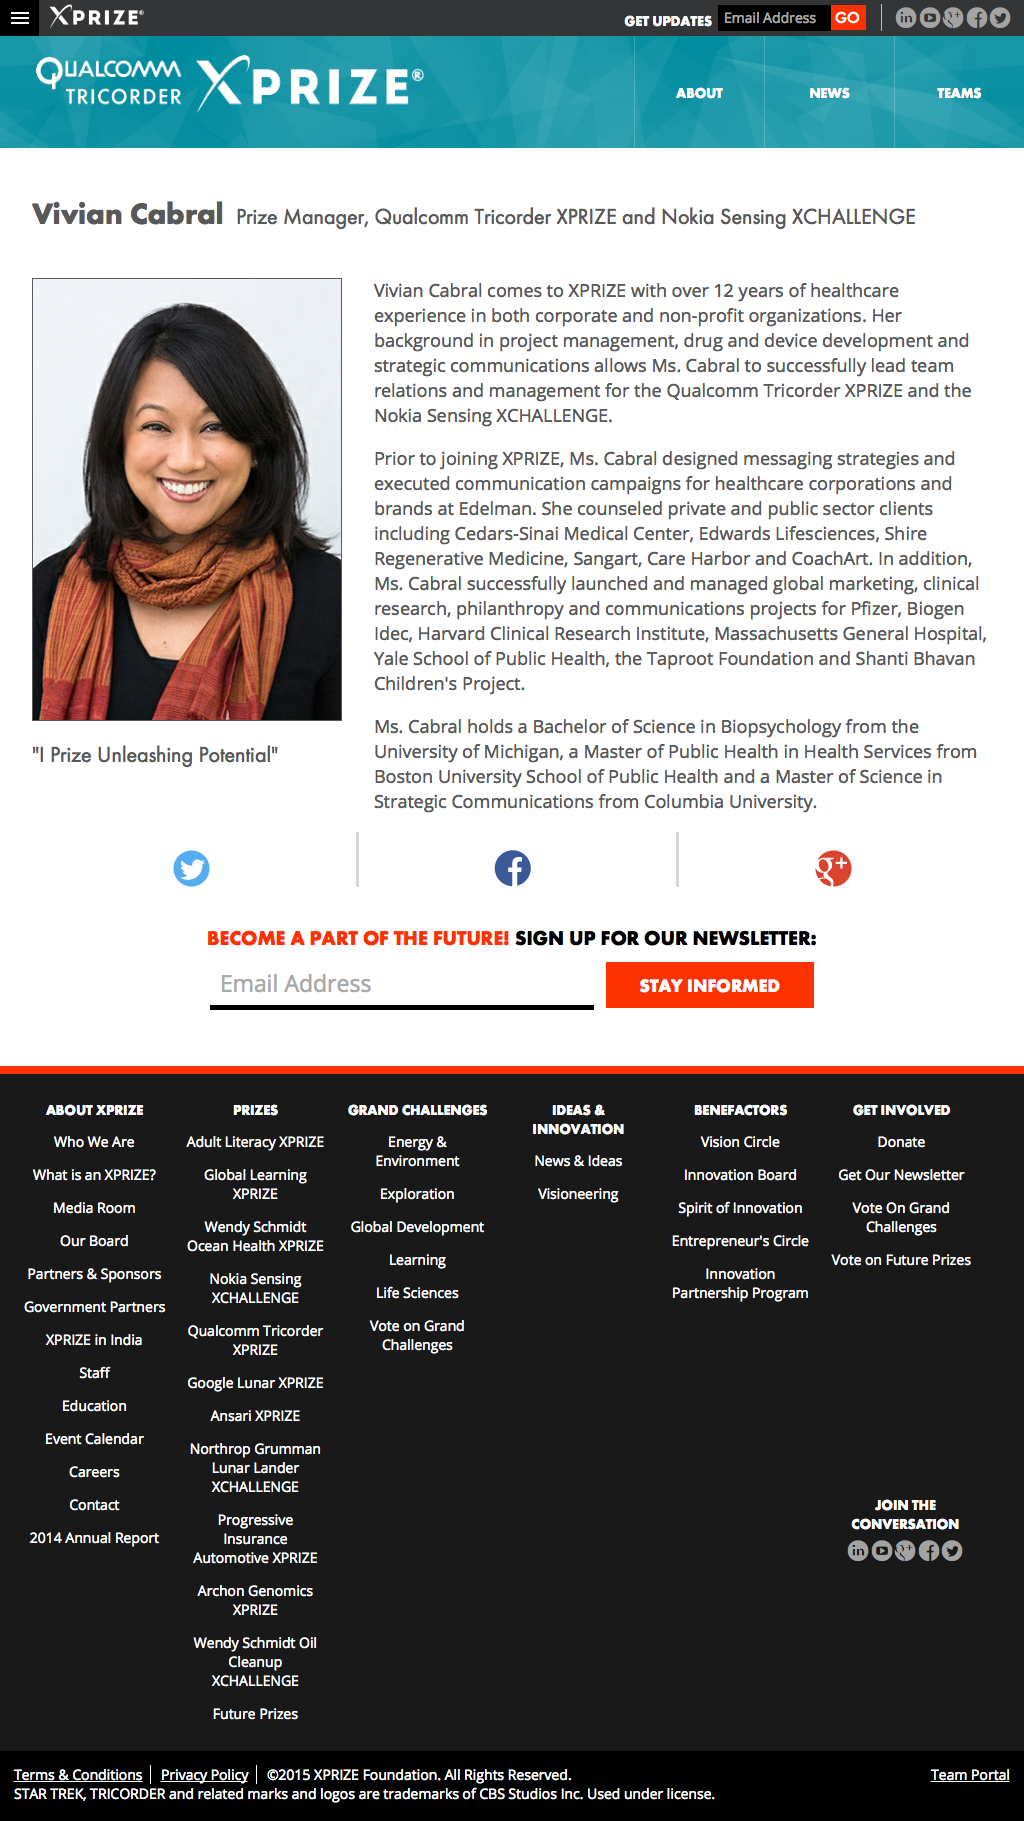 XPRIZE®
GET UPDATES Email Address GO
QUALCOMM
TRICORDER
XPRIZE®
ABOUT NEWS TEAMS
Vivian Cabral Prize Manager, Qualcomm Tricorder XPRIZE and Nokia Sensing XCHALLENGE
Vivian Cabral comes to XPRIZE with over 12 years of healthcare
experience in both corporate and non-profit organizations. Her
background in project management, drug and device development and
strategic communications allows Ms. Cabral to successfully lead team
relations and management for the Qualcomm Tricorder XPRIZE and the
Nokia Sensing XCHALLENGE.
Prior to joining XPRIZE, Ms. Cabral designed messaging strategies and
executed communication campaigns for healthcare corporations and
brands at Edelman. She counseled private and public sector clients
including Cedars-Sinai Medical Center, Edwards Lifesciences, Shire
Regenerative Medicine, Sangart, Care Harbor and CoachArt. In addition,
Ms. Cabral successfully launched and managed global marketing, clinical
research, philanthropy and communications projects for Pfizer, Biogen
Idec, Harvard Clinical Research Institute, Massachusetts General Hospital,
Yale School of Public Health, the Taproot Foundation and Shanti Bhavan
Children's Project.
Ms. Cabral holds a Bachelor of Science in Biopsychology from the
University of Michigan, a Master of Public Health in Health Services from
Boston University School of Public Health and a Master of Science in
Strategic Communications from Columbia University.
"I Prize Unleashing Potential"
BECOME A PART OF THE FUTURE! SIGN UP FOR OUR NEWSLETTER:
Email Address
STAY INFORMED
ABOUT XPRIZE
Who We Are
What is an XPRIZE?
Media Room
Our Board
Partners & Sponsors
Government Partners
XPRIZE in India
Staff
Education
Event Calendar
Careers
Contact
2014 Annual Report
PRIZES
Adult Literacy XPRIZE
Global Learning
XPRIZE
Wendy Schmidt
Ocean Health XPRIZE
Nokia Sensing
XCHALLENGE
Qualcomm Tricorder
XPRIZE
Google Lunar XPRIZE
Ansari XPRIZE
Northrop Grumman
Lunar Lander
XCHALLENGE
Progressive
Insurance
Automotive XPRIZE
Archon Genomics
XPRIZE
Wendy Schmidt Oil
Cleanup
XCHALLENGE
Future Prizes
GRAND CHALLENGES
Energy &
Environment
Exploration
Global Development
Learning
Life Sciences
Vote on Grand
Challenges
IDEAS &
INNOVATION
News & Ideas
Visioneering
BENEFACTORS
Vision Circle
Innovation Board
Spirit of Innovation
Entrepreneur's Circle
Innovation
Partnership Program
GET INVOLVED
Donate
Get Our Newsletter
Vote On Grand
Challenges
Vote on Future Prizes
JOIN THE
CONVERSATION
Terms & Conditions Privacy Policy ©2015 XPRIZE Foundation. All Rights Reserved.
STAR TREK, TRICORDER and related marks and logos are trademarks of CBS Studios Inc. Used under license.
Team Portal